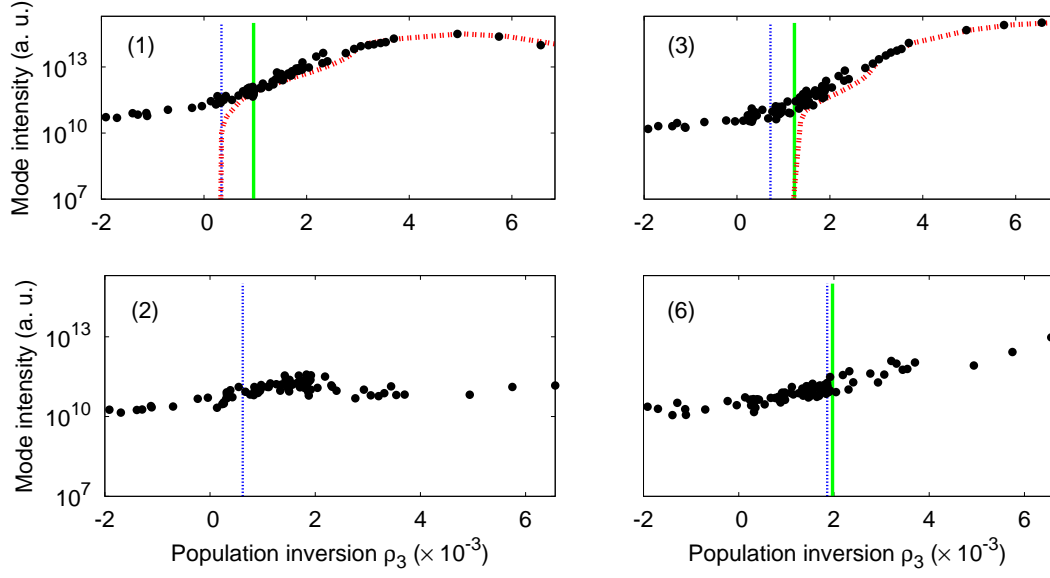 (1)
Mode intensity (a. u.)
10^13
10^10
10^7
-2 0 2 4 6
(3)
-2 0 2 4 6
(2)
Mode intensity (a. u.)
10^13
10^10
10^7
-2 0 2 4 6
Population inversion ρ_3 (× 10^-3)
(6)
-2 0 2 4 6
Population inversion ρ_3 (× 10^-3)